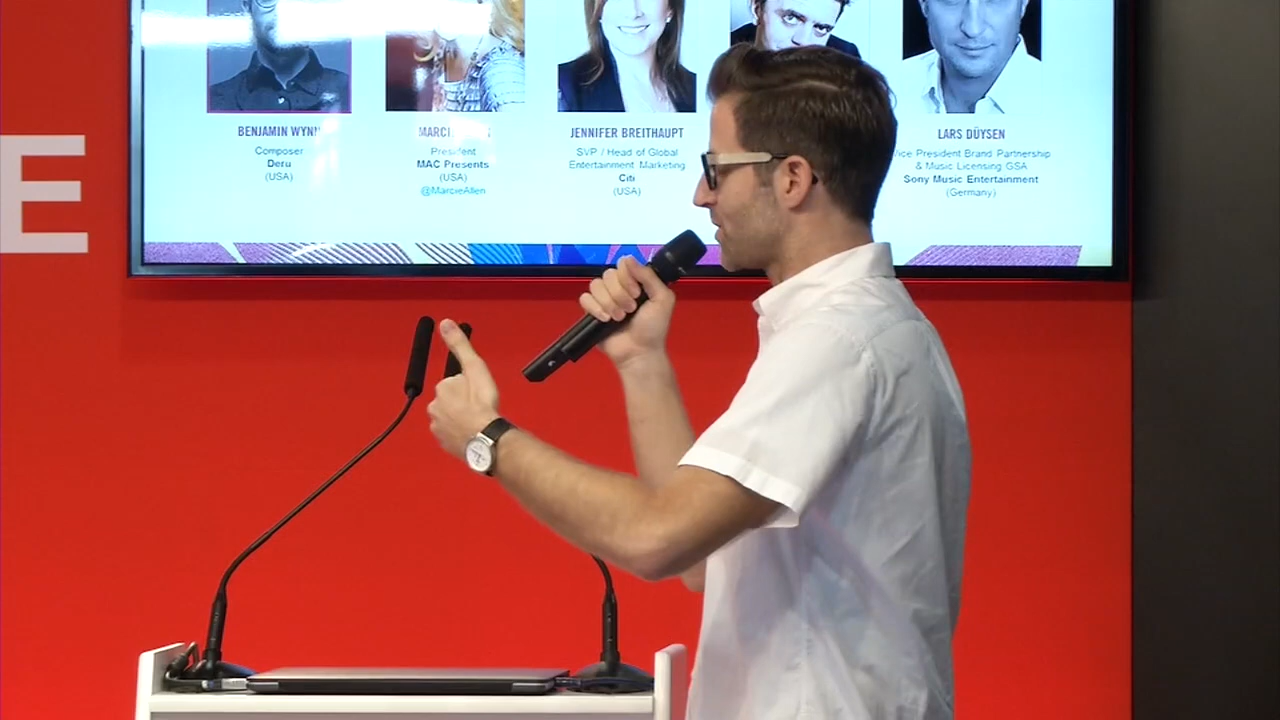 E
BENJAMIN WYNN
Composer
Deru
(USA)
MARCI
President
MAC Presents
(USA)
@MarcieAllen
JENNIFER BREITHAUPT
SVP / Head of Global
Entertainment Marketing
Citi
(USA)
LARS DÜYSEN
Vice President Brand Partnership
& Music Licensing GSA
Sony Music Entertainment
(Germany)